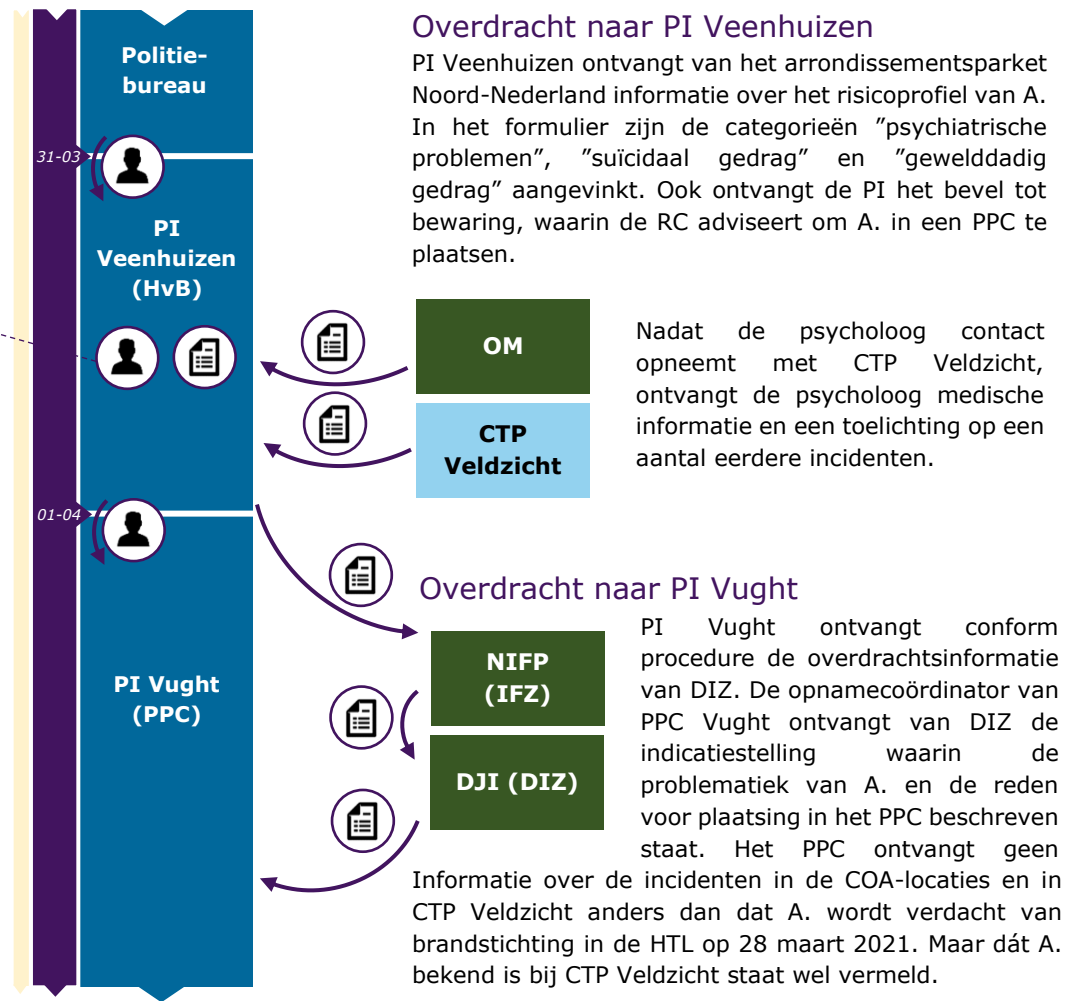 Overdracht naar PI Veenhuizen
PI Veenhuizen ontvangt van het arrondissementsparket
Noord-Nederland informatie over het risicoprofiel van A.
In het formulier zijn de categorieën ”psychiatrische
problemen”, ”suïcidaal gedrag” en ”gewelddadig
gedrag” aangevinkt. Ook ontvangt de PI het bevel tot
bewaring, waarin de RC adviseert om A. in een PPC te
plaatsen.
Politie-
bureau
31-03
PI
Veenhuizen
(HvB)
OM
CTP
Veldzicht
Nadat de psycholoog contact
opneemt met CTP Veldzicht,
ontvangt de psycholoog medische
informatie en een toelichting op een
aantal eerdere incidenten.
01-04
PI Vught
(PPC)
Overdracht naar PI Vught
NIFP
(IFZ)
DJI (DIZ)
PI Vught ontvangt conform
procedure de overdrachtsinformatie
van DIZ. De opnamecoördinator van
PPC Vught ontvangt van DIZ de
indicatiestelling waarin de
problematiek van A. en de reden
voor plaatsing in het PPC beschreven
staat. Het PPC ontvangt geen
Informatie over de incidenten in de COA-locaties en in
CTP Veldzicht anders dan dat A. wordt verdacht van
brandstichting in de HTL op 28 maart 2021. Maar dát A.
bekend is bij CTP Veldzicht staat wel vermeld.